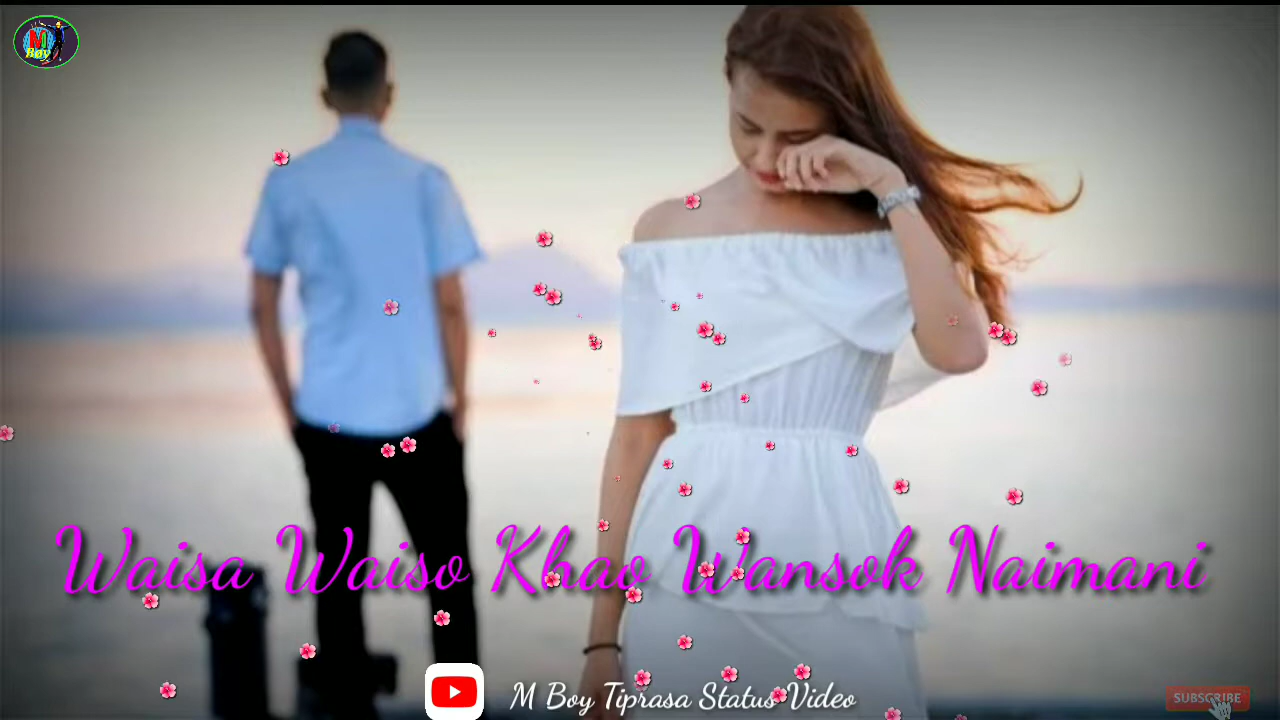 M
Boy
Waisa Waiso Khao Wansok Naimani
M Boy Tiprasa Status Video
SUBSCRIBE